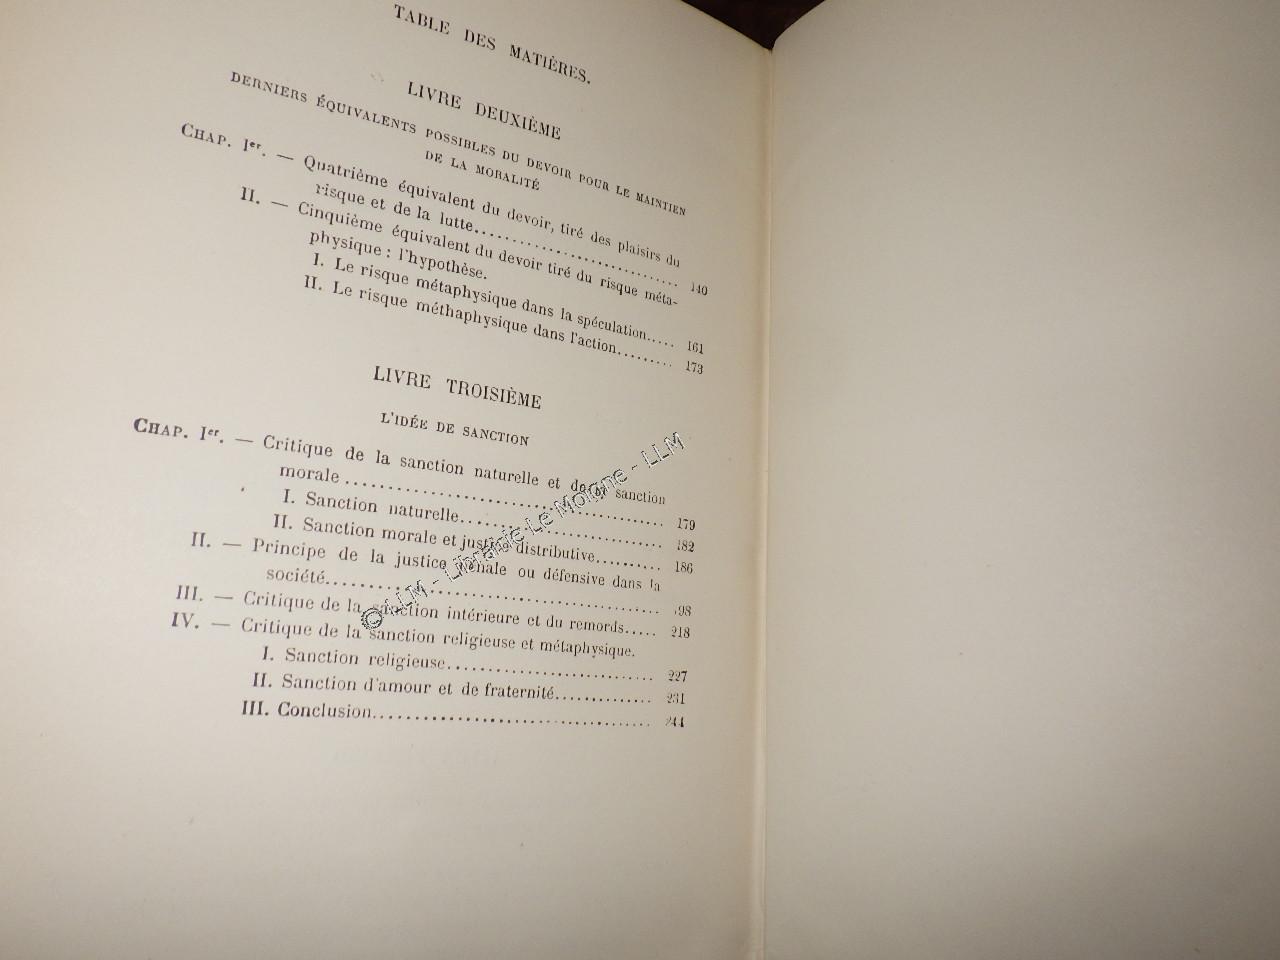 TABLE DES MATIÈRES.
LIVRE DEUXIÈME
DERNIERS ÉQUIVALENTS POSSIBLES DU DEVOIR POUR LE MAINTIEN
DE LA MORALITÉ
CHAP. Ier. — Quatrième équivalent du devoir, tiré des plaisirs du
risque et de la lutte.......................... 140
II. — Cinquième équivalent du devoir tiré du risque méta-
physique : l'hypothèse.
I. Le risque métaphysique dans la spéculation..... 161
II. Le risque méthaphysique dans l'action......... 173
LIVRE TROISIÈME
L'IDÉE DE SANCTION
CHAP. Ier. — Critique de la sanction naturelle et de la sanction
morale...................................... 179
I. Sanction naturelle......................... 182
II. Sanction morale et justice distributive.......... 186
II. — Principe de la justice pénale ou défensive dans la
société...................................... 98
III. — Critique de la sanction intérieure et du remords..... 218
IV. — Critique de la sanction religieuse et métaphysique.
I. Sanction religieuse.......................... 227
II. Sanction d'amour et de fraternité.............. 231
III. Conclusion................................... 244
© LLM - Librairie Le Moigne - LLM